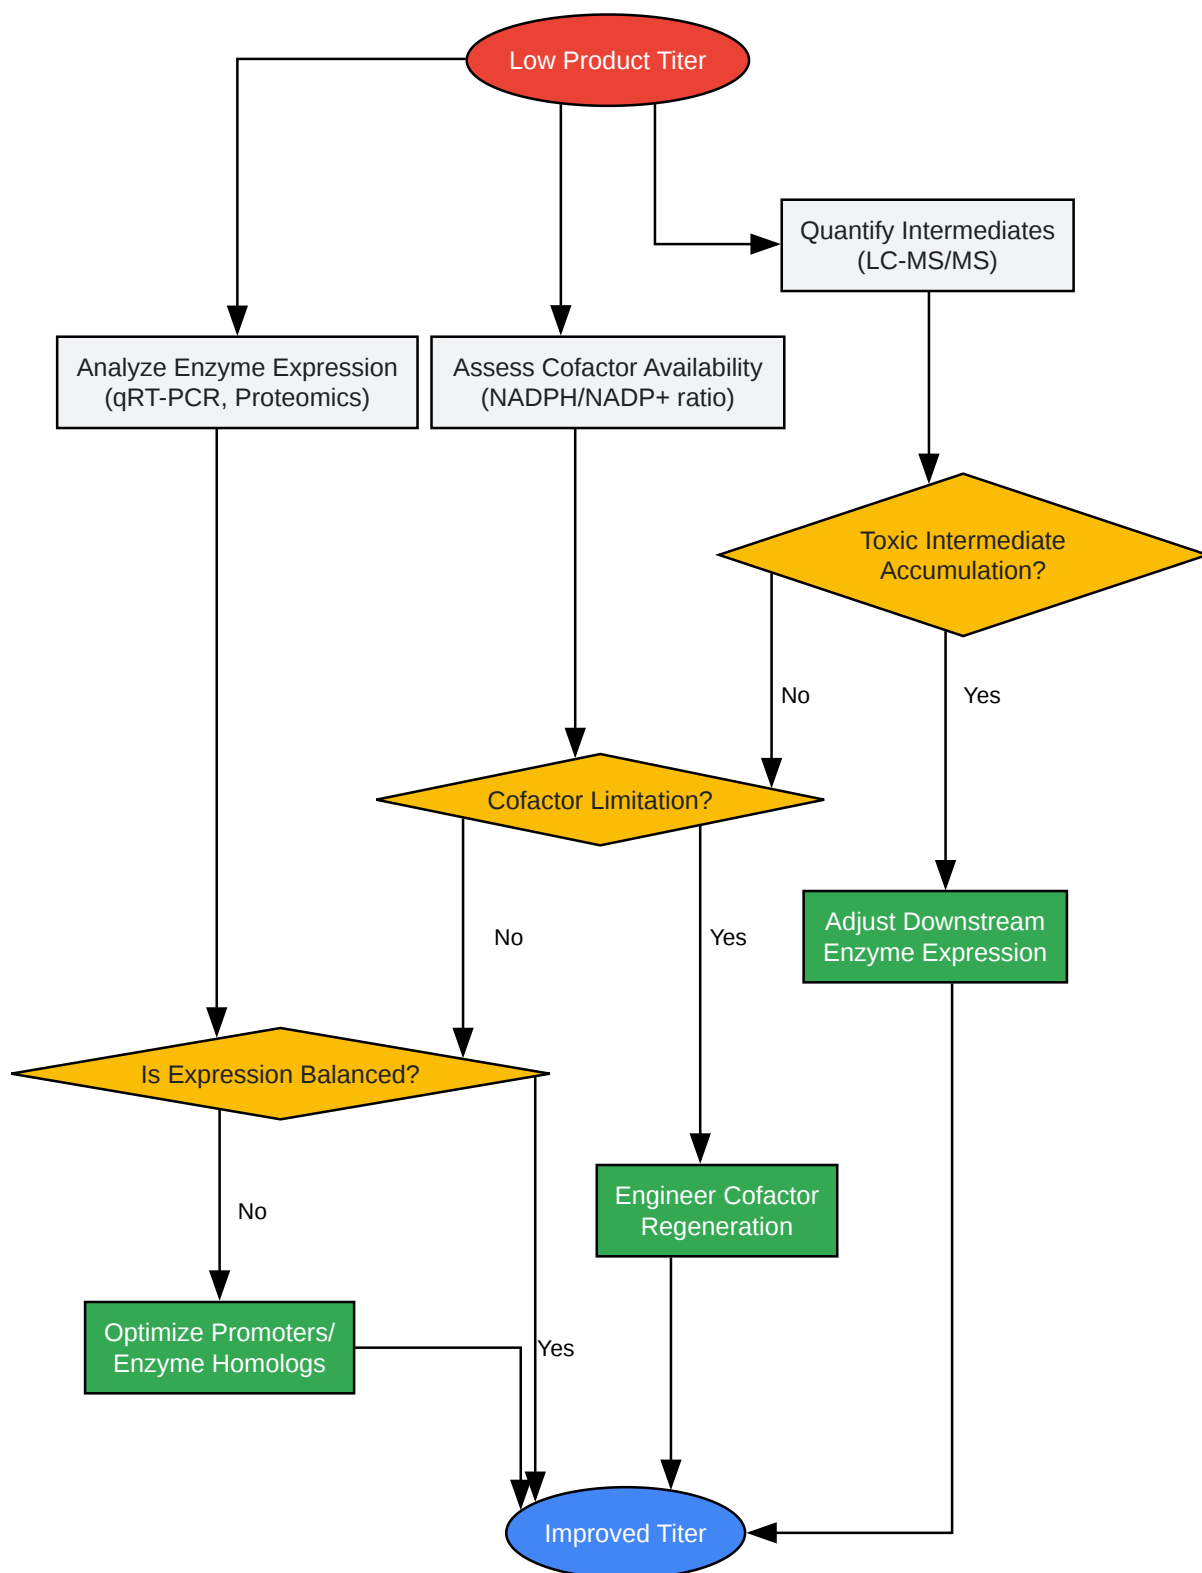 Low Product Titer
Quantify Intermediates
(LC-MS/MS)
Analyze Enzyme Expression
(qRT-PCR, Proteomics)
Assess Cofactor Availability
(NADPH/NADP+ ratio)
Toxic Intermediate
Accumulation?
No
Yes
Cofactor Limitation?
No
Yes
Adjust Downstream
Enzyme Expression
Is Expression Balanced?
No
Engineer Cofactor
Regeneration
Optimize Promoters/
Enzyme Homologs
Yes
Improved Titer